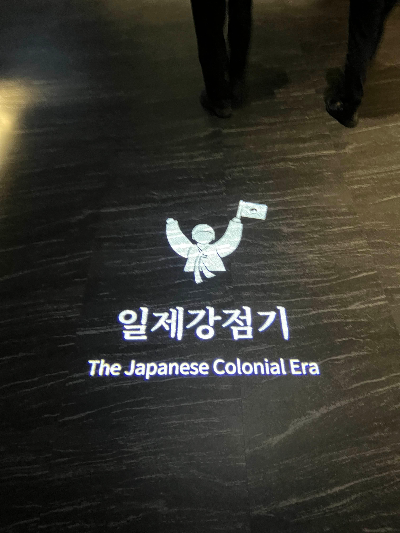 일제강점기
The Japanese Colonial Era